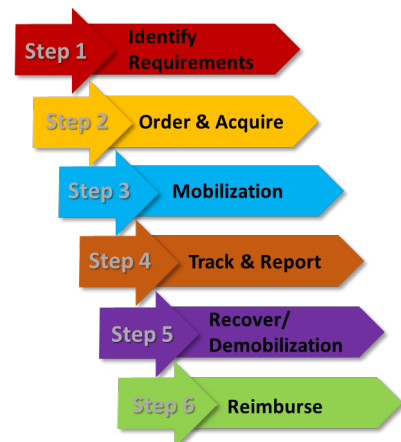 Step 1
Identify
Requirements
Step 2
Order & Acquire
Step 3
Mobilization
Step 4
Track & Report
Step 5
Recover/
Demobilization
Step 6
Reimburse